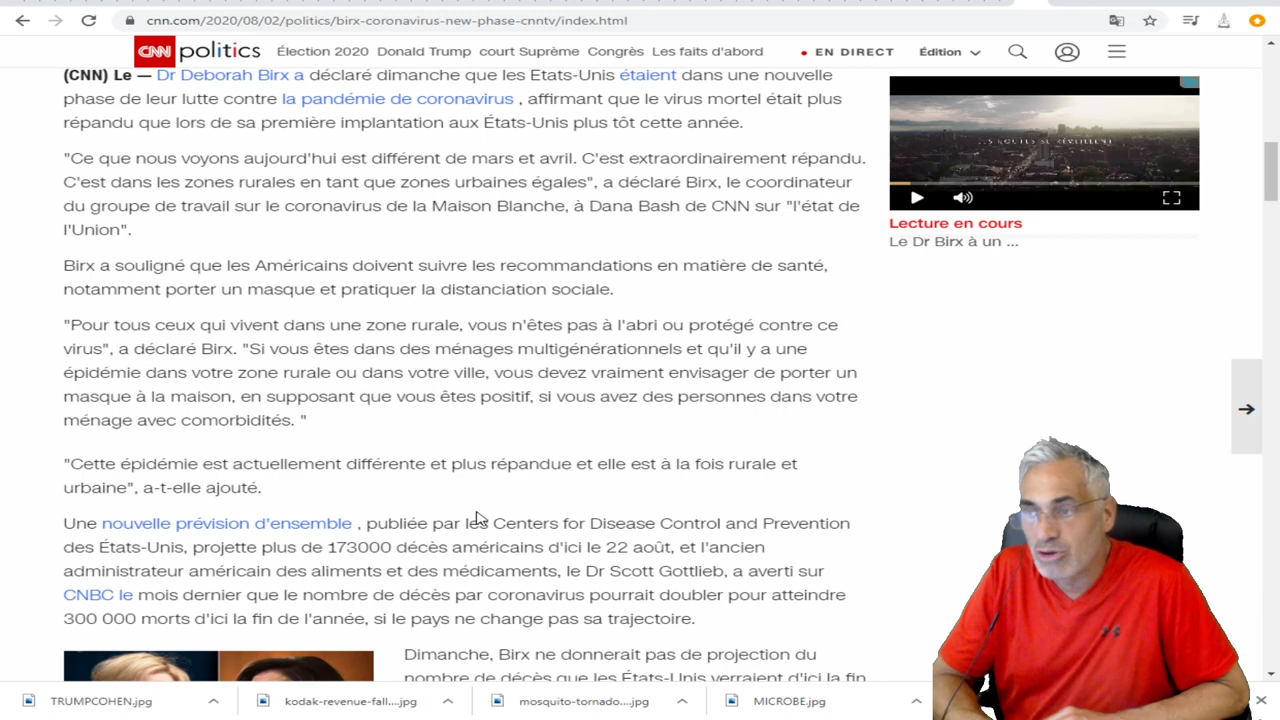 cnn.com/2020/08/02/politics/birx-coronavirus-new-phase-cnntv/index.html
CNN politics Élection 2020 Donald Trump court Suprême Congrès Les faits d'abord • EN DIRECT Édition
(CNN) Le — Dr Deborah Birx a déclaré dimanche que les Etats-Unis étaient dans une nouvelle
phase de leur lutte contre la pandémie de coronavirus , affirmant que le virus mortel était plus
répandu que lors de sa première implantation aux États-Unis plus tôt cette année.
"Ce que nous voyons aujourd'hui est différent de mars et avril. C'est extraordinairement répandu.
C'est dans les zones rurales en tant que zones urbaines égales", a déclaré Birx, le coordinateur
du groupe de travail sur le coronavirus de la Maison Blanche, à Dana Bash de CNN sur "l'état de
l'Union".
Birx a souligné que les Américains doivent suivre les recommandations en matière de santé,
notamment porter un masque et pratiquer la distanciation sociale.
"Pour tous ceux qui vivent dans une zone rurale, vous n'êtes pas à l'abri ou protégé contre ce
virus", a déclaré Birx. "Si vous êtes dans des ménages multigénérationnels et qu'il y a une
épidémie dans votre zone rurale ou dans votre ville, vous devez vraiment envisager de porter un
masque à la maison, en supposant que vous êtes positif, si vous avez des personnes dans votre
ménage avec comorbidités. "
"Cette épidémie est actuellement différente et plus répandue et elle est à la fois rurale et
urbaine", a-t-elle ajouté.
Une nouvelle prévision d'ensemble , publiée par les Centers for Disease Control and Prevention
des États-Unis, projette plus de 173000 décès américains d'ici le 22 août, et l'ancien
administrateur américain des aliments et des médicaments, le Dr Scott Gottlieb, a averti sur
CNBC le mois dernier que le nombre de décès par coronavirus pourrait doubler pour atteindre
300 000 morts d'ici la fin de l'année, si le pays ne change pas sa trajectoire.
Dimanche, Birx ne donnerait pas de projection du
nombre de décès que les États-Unis verraient d'ici la fin
Lecture en cours
Le Dr Birx à un ...
TRUMPCOHEN.jpg
kodak-revenue-fall....jpg
mosquito-tornado....jpg
MICROBE.jpg